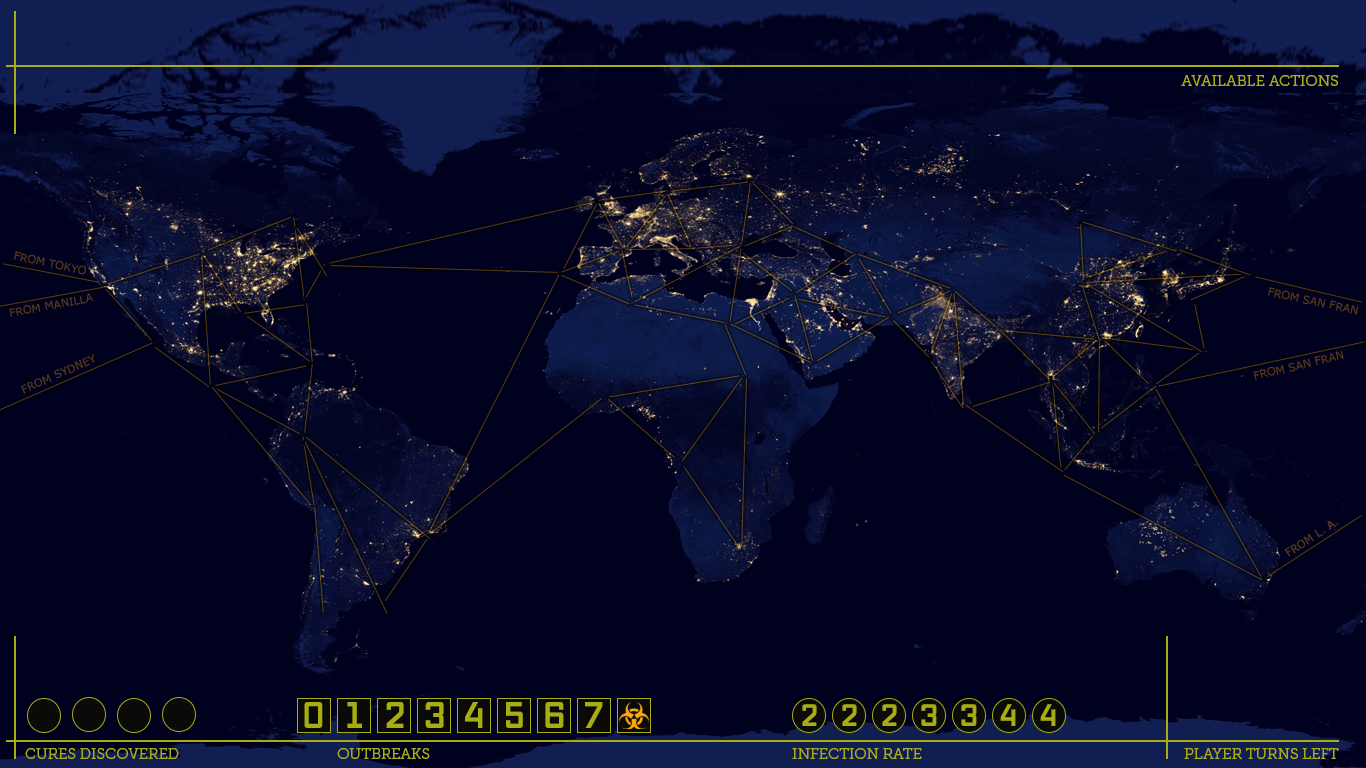 AVAILABLE ACTIONS
FROM TOKYO
FROM MANILLA
FROM SYDNEY
FROM SAN FRAN
FROM SAN FRAN
FROM L. A.
0 1 2 3 4 5 6 7
2 2 2 3 3 4 4
CURES DISCOVERED
OUTBREAKS
INFECTION RATE
PLAYER TURNS LEFT